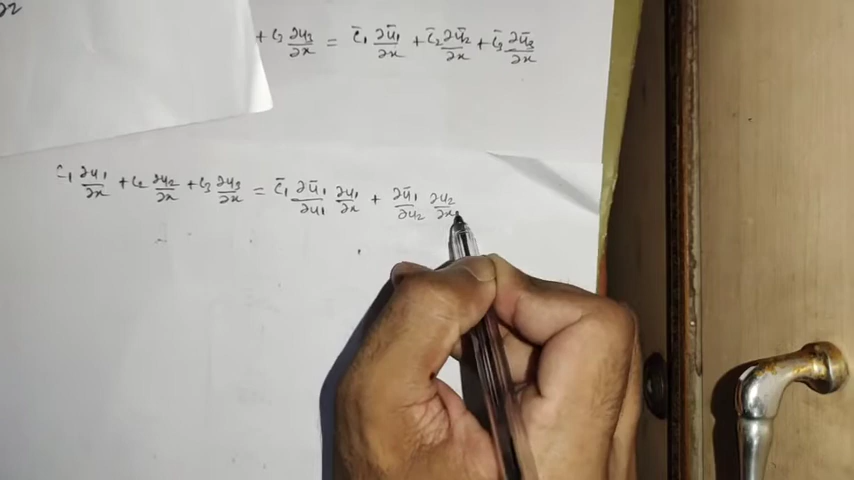 + C₃ ∂u₃/∂x = C̄₁ ∂ū₁/∂x + C̄₂ ∂ū₂/∂x + C̄₃ ∂ū₃/∂x
C₁ ∂u₁/∂x + C₂ ∂u₂/∂x + C₃ ∂u₃/∂x = C̄₁ ∂ū₁/∂u₁ ∂u₁/∂x + ∂ū₁/∂u₂ ∂u₂/∂x